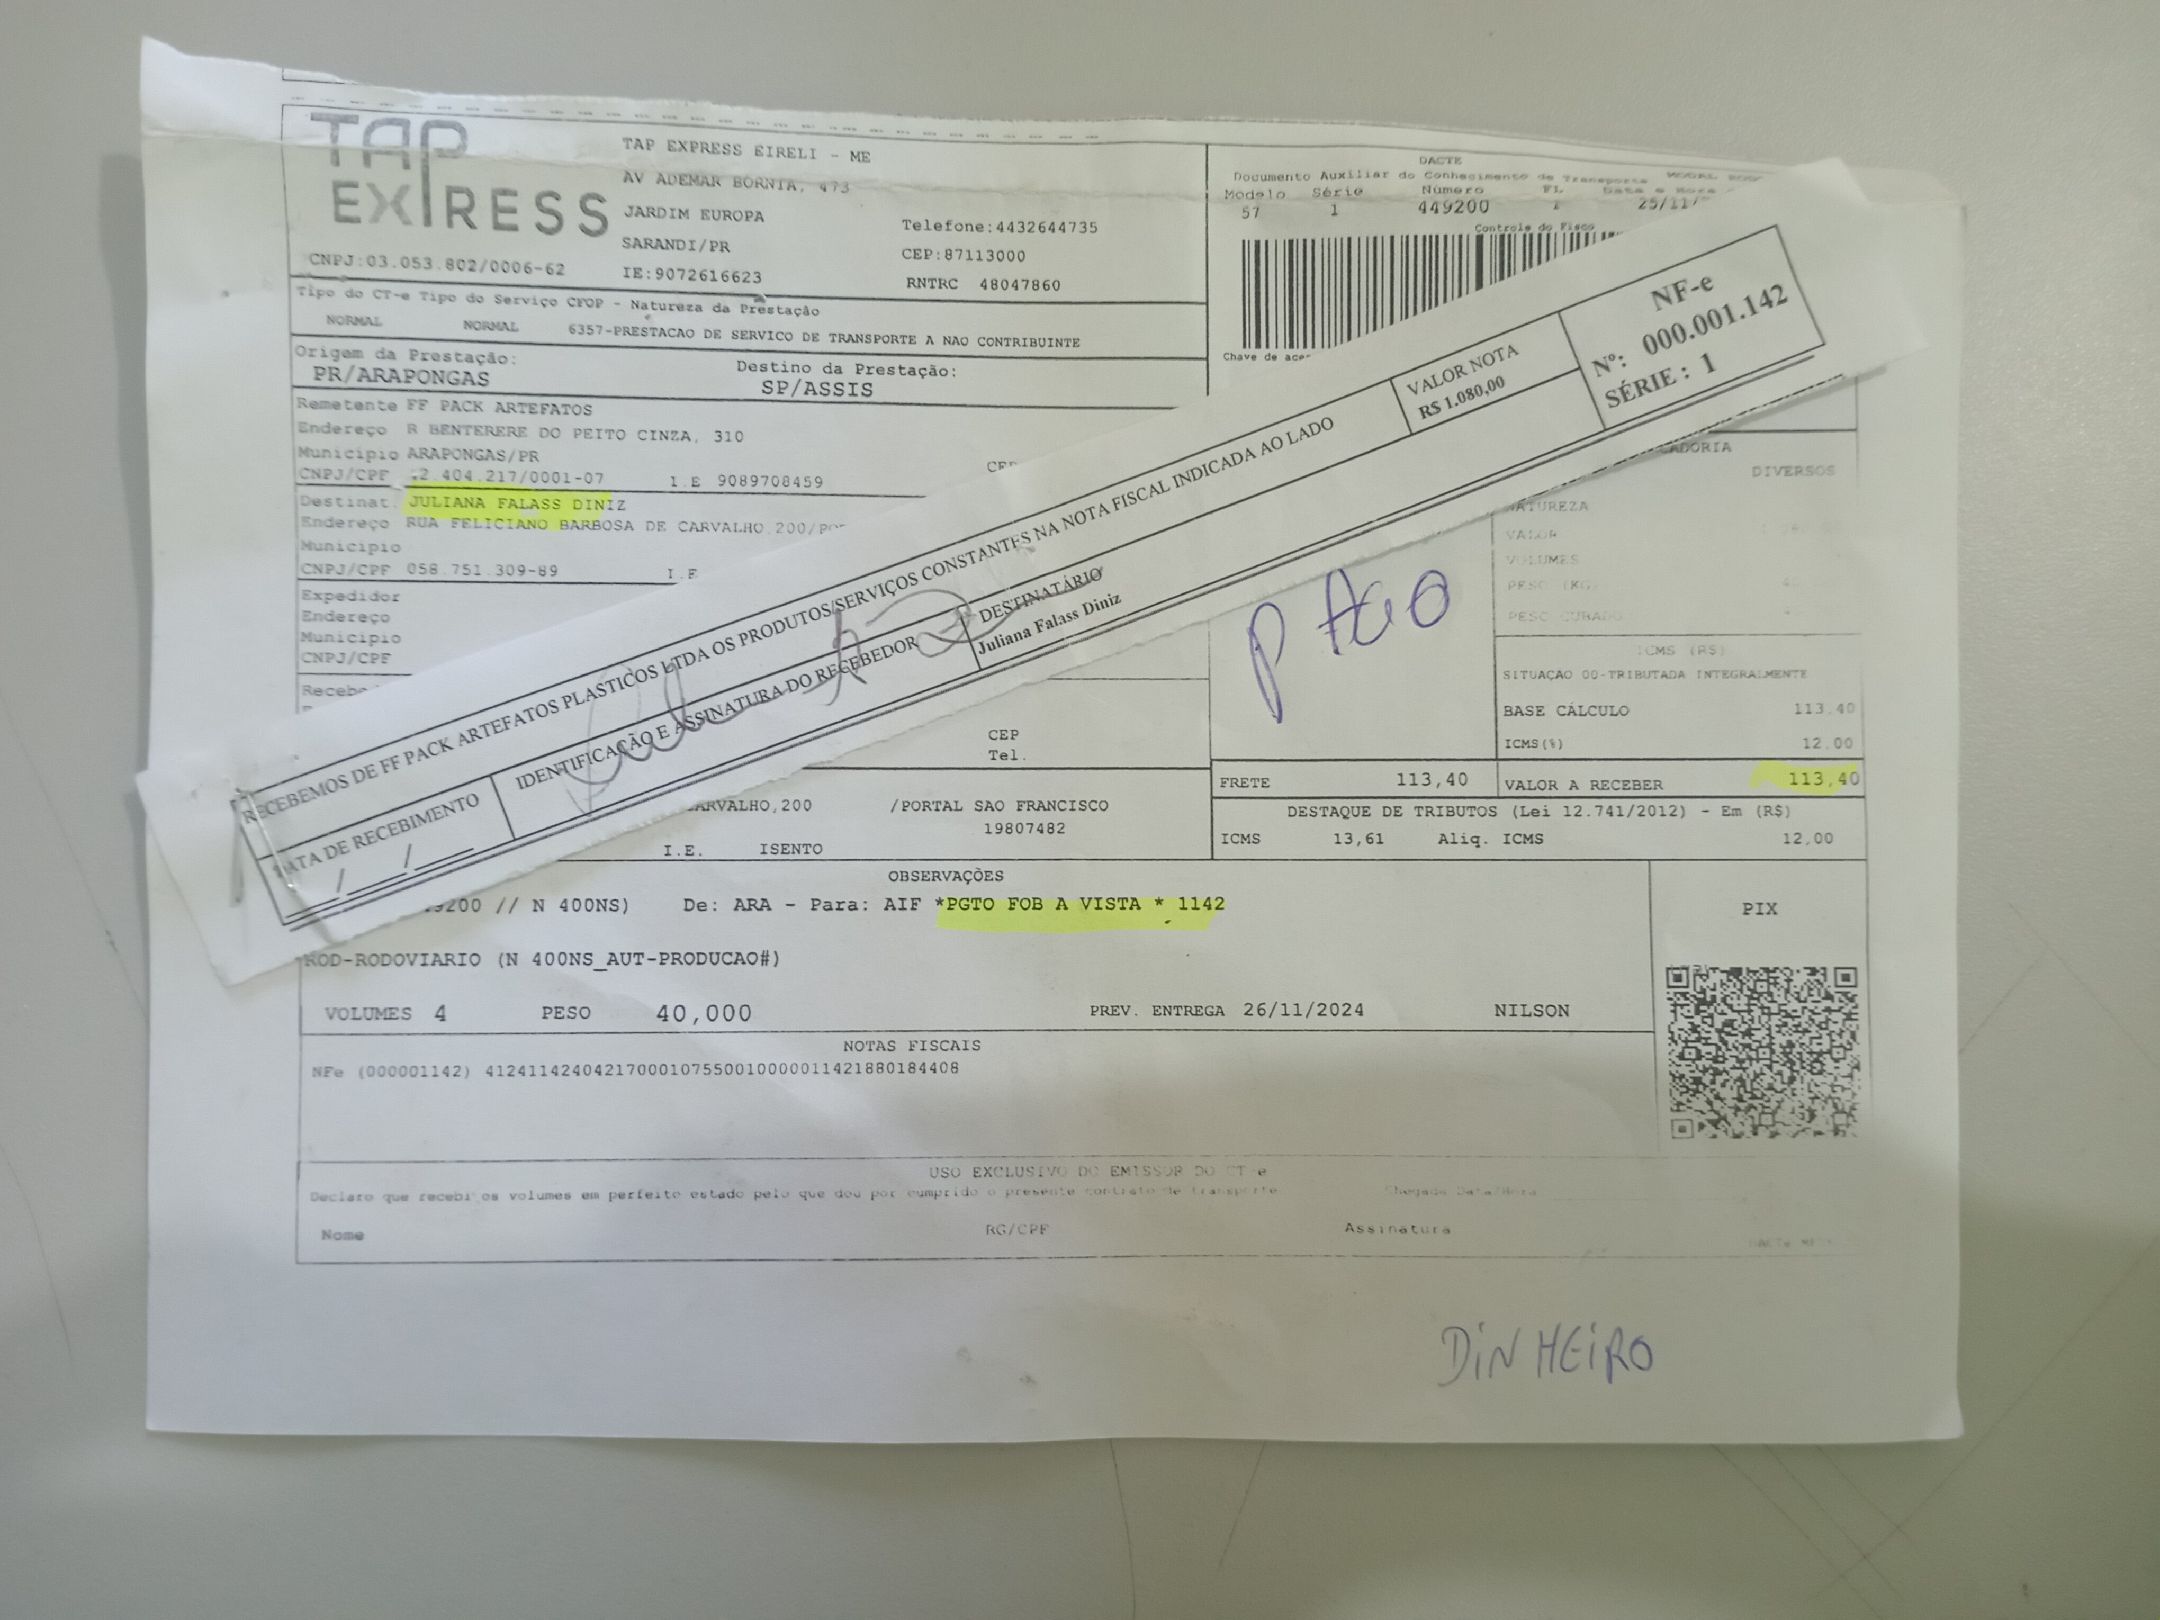 TAP
EXPRESS
CNPJ:03.053.802/0006-62
TAP EXPRESS EIRELI - ME
AV ADEMAR BORNIA, 473
JARDIM EUROPA
SARANDI/PR
IE:9072616623
Telefone:4432644735
CEP:87113000
RNTRC 48047860
DACTE
Documento Auxiliar do Conhecimento de Transporte MODAL
Modelo Série Número FL Data e Hora
57 1 449200 1 25/11/
Controle do Fisco
Chave de
Tipo do CT-e Tipo do Serviço CFOP - Natureza da Prestação
NORMAL NORMAL 6357-PRESTACAO DE SERVICO DE TRANSPORTE A NAO CONTRIBUINTE
Origem da Prestação: Destino da Prestação:
PR/ARAPONGAS SP/ASSIS
Remetente FF PACK ARTEFATOS
Endereço R BENTERERE DO PEITO CINZA, 310
Município ARAPONGAS/PR
CNPJ/CPF 2.404.217/0001-07 I.E 9089708459
Destinat. JULIANA FALASS DINIZ
Endereço RUA FELICIANO BARBOSA DE CARVALHO,200/
Município
CNPJ/CPF 058.751.309-89 I.E
Expedidor
Endereço
Município
CNPJ/CPF
RECEBEMOS DE FF PACK ARTEFATOS PLASTICOS LTDA OS PRODUTOS/SERVIÇOS CONSTANTES NA NOTA FISCAL INDICADA AO LADO
VALOR NOTA
R$ 1.080,00
NF-e
Nº: 000.001.142
SÉRIE : 1
DATA DE RECEBIMENTO
IDENTIFICAÇÃO E ASSINATURA DO RECEBEDOR
DESTINATÁRIO
Juliana Falass Diniz
DIVERSOS
NATUREZA
VALOR
VOLUMES
PESO (KG)
PESO CUBADO
PAGO
ICMS (R$)
SITUAÇÃO 00-TRIBUTADA INTEGRALMENTE
BASE CÁLCULO 113.40
ICMS(%) 12.00
CEP
Tel.
FRETE 113,40 VALOR A RECEBER 113,40
CARVALHO,200 /PORTAL SAO FRANCISCO
19807482
I.E. ISENTO
DESTAQUE DE TRIBUTOS (Lei 12.741/2012) - Em (R$)
ICMS 13,61 Aliq. ICMS 12,00
OBSERVAÇÕES
// N 400NS) De: ARA - Para: AIF *PGTO FOB A VISTA * 1142
ROD-RODOVIARIO (N 400NS_AUT-PRODUCAO#)
VOLUMES 4 PESO 40,000 PREV. ENTREGA 26/11/2024 NILSON
PIX
NOTAS FISCAIS
NFe (000001142) 41241142404217000107550010000011421880184408
USO EXCLUSIVO DO EMISSOR DO CT-e
Declaro que recebi os volumes em perfeito estado pelo que dou por cumprido o presente contrato de transporte. Chegada Data/Hora
Nome RG/CPF Assinatura
DINHEIRO